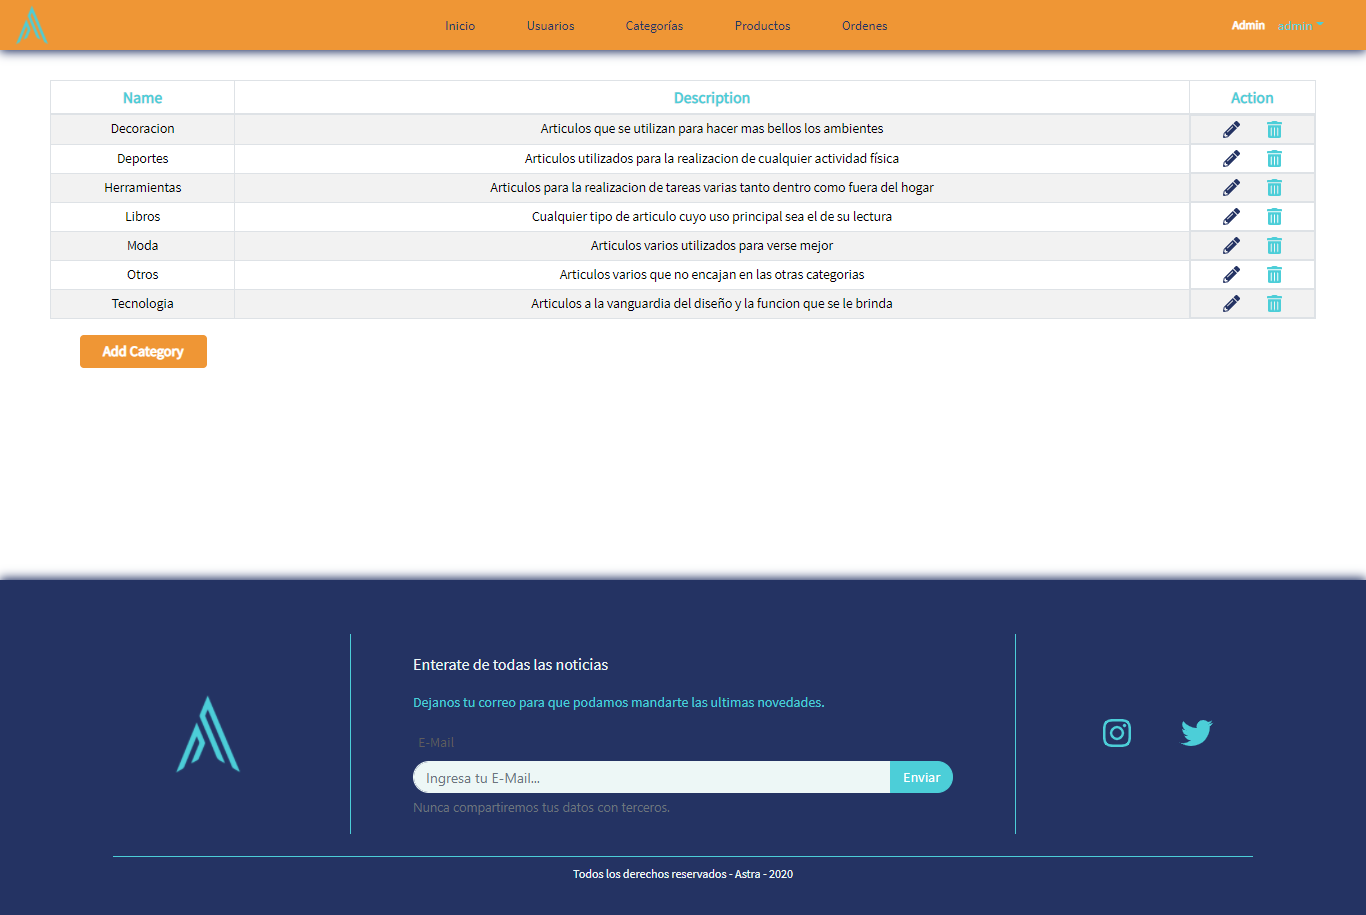 Inicio Usuarios Categorías Productos Ordenes Admin admin
Name Description Action
Decoracion Articulos que se utilizan para hacer mas bellos los ambientes
Deportes Articulos utilizados para la realizacion de cualquier actividad física
Herramientas Articulos para la realizacion de tareas varias tanto dentro como fuera del hogar
Libros Cualquier tipo de articulo cuyo uso principal sea el de su lectura
Moda Articulos varios utilizados para verse mejor
Otros Articulos varios que no encajan en las otras categorias
Tecnologia Articulos a la vanguardia del diseño y la funcion que se le brinda
Add Category
Enterate de todas las noticias
Dejanos tu correo para que podamos mandarte las ultimas novedades.
E-Mail
Ingresa tu E-Mail... Enviar
Nunca compartiremos tus datos con terceros.
Todos los derechos reservados - Astra - 2020